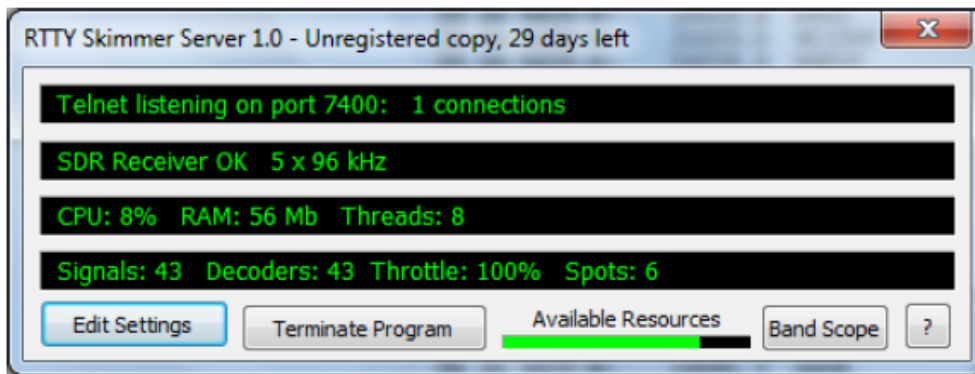 RTTY Skimmer Server 1.0 - Unregistered copy, 29 days left
Telnet listening on port 7400: 1 connections
SDR Receiver OK 5 x 96 kHz
CPU: 8% RAM: 56 Mb Threads: 8
Signals: 43 Decoders: 43 Throttle: 100% Spots: 6
Edit Settings Terminate Program Available Resources Band Scope ?